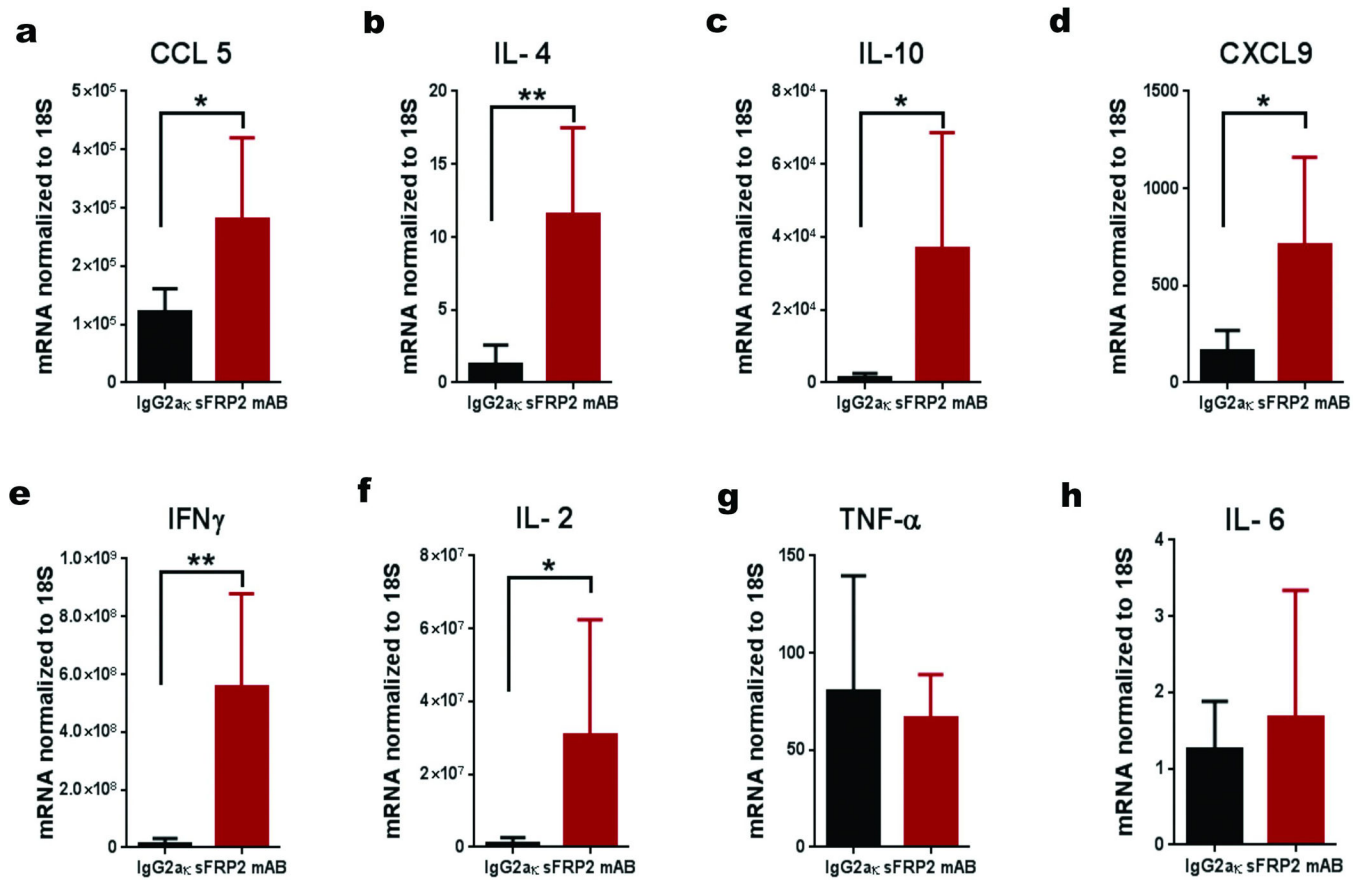 a
CCL 5
mRNA normalized to 18S
5×10⁵
4×10⁵
3×10⁵
2×10⁵
1×10⁵
0
*
IgG2aκ sFRP2 mAB
b
IL- 4
mRNA normalized to 18S
20
15
10
5
0
**
IgG2aκ sFRP2 mAB
c
IL-10
mRNA normalized to 18S
8×10⁴
6×10⁴
4×10⁴
2×10⁴
0
*
IgG2aκ sFRP2 mAB
d
CXCL9
mRNA normalized to 18S
1500
1000
500
0
*
IgG2aκ sFRP2 mAB
e
IFNγ
mRNA normalized to 18S
1.0×10⁹
8.0×10⁸
6.0×10⁸
4.0×10⁸
2.0×10⁸
0
**
IgG2aκ sFRP2 mAB
f
IL- 2
mRNA normalized to 18S
8×10⁷
6×10⁷
4×10⁷
2×10⁷
0
*
IgG2aκ sFRP2 mAB
g
TNF-α
mRNA normalized to 18S
150
100
50
0
IgG2aκ sFRP2 mAB
h
IL- 6
mRNA normalized to 18S
4
3
2
1
0
IgG2aκ sFRP2 mAB